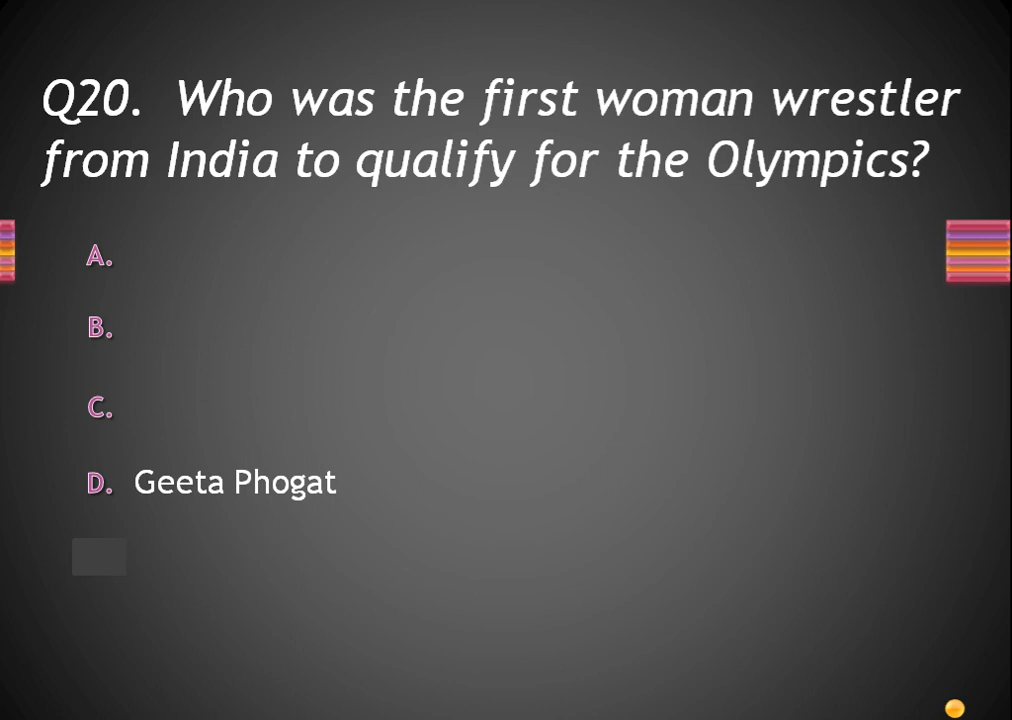 Q20. Who was the first woman wrestler
from India to qualify for the Olympics?
A.
B.
C.
D. Geeta Phogat